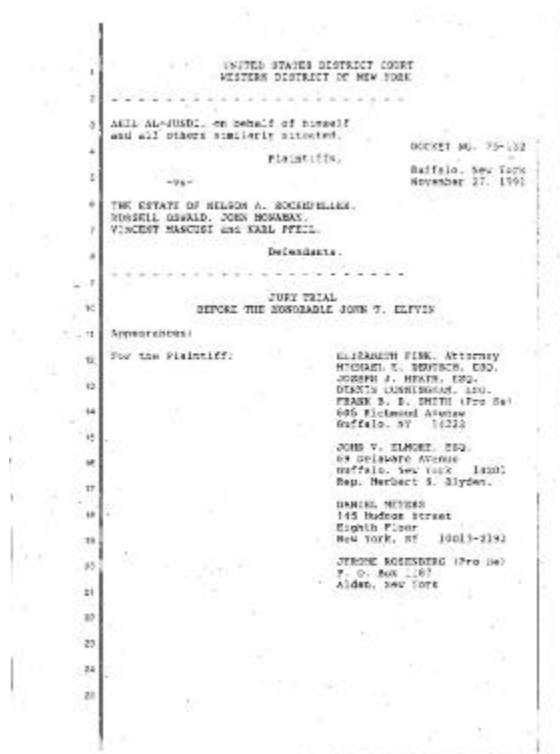 UNITED STATES DISTRICT COURT
WESTERN DISTRICT OF NEW YORK
1
2
3 AKIL AL-JUNDI, on behalf of himself
and all others similarly situated,
4 DOCKET NO. 75-132
Plaintiffs,
5 Buffalo, New York
-vs- November 27, 1991
6 THE ESTATE OF NELSON A. ROCKEFELLER,
RUSSELL OSWALD, JOHN MONAHAN,
7 VINCENT MANCUSI and KARL PFEIL,
8 Defendants.
9
JURY TRIAL
10 BEFORE THE HONORABLE JOHN T. ELFVIN
11 Appearances:
12 For the Plaintiff: ELIZABETH FINK, Attorney
MICHAEL E. DEUTSCH, ESQ.
13 JOSEPH J. HEATH, ESQ.
DENNIS CUNNINGHAM, ESQ.
14 FRANK B. B. SMITH (Pro Se)
Richmond Avenue
Buffalo, NY 14222
15
JOHN V. ELMORE, ESQ.
16 69 Delaware Avenue
Buffalo, New York
17 Rep. Herbert X. Blyden.
18 DANIEL MEYERS
145 Hudson Street
Eighth Floor
19 New York, NY 10013-2192
20 JEROME ROSENBERG (Pro Se)
P. O. Box
21 Alden, New York
22
23
24
25